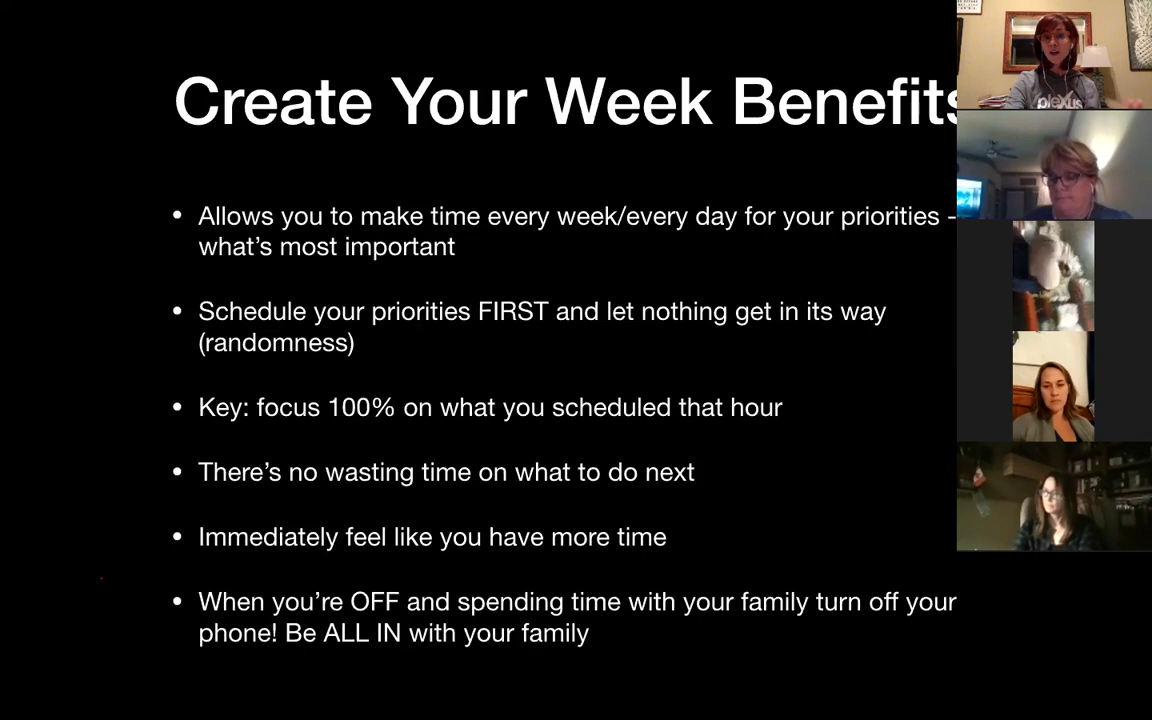 Create Your Week Benefits
• Allows you to make time every week/every day for your priorities -
what’s most important
• Schedule your priorities FIRST and let nothing get in its way
(randomness)
• Key: focus 100% on what you scheduled that hour
• There’s no wasting time on what to do next
• Immediately feel like you have more time
• When you’re OFF and spending time with your family turn off your
phone! Be ALL IN with your family
plexus